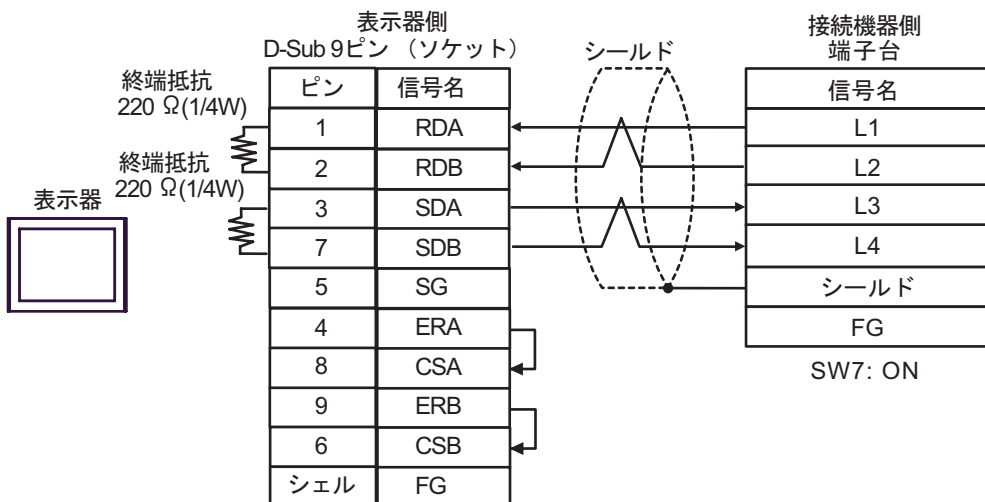 表示器側
D-Sub 9ピン （ソケット）
シールド
接続機器側
端子台
終端抵抗
220 Ω(1/4W)
終端抵抗
220 Ω(1/4W)
表示器
ピン 信号名
1 RDA
2 RDB
3 SDA
7 SDB
5 SG
4 ERA
8 CSA
9 ERB
6 CSB
シェル FG
信号名
L1
L2
L3
L4
シールド
FG
SW7: ON